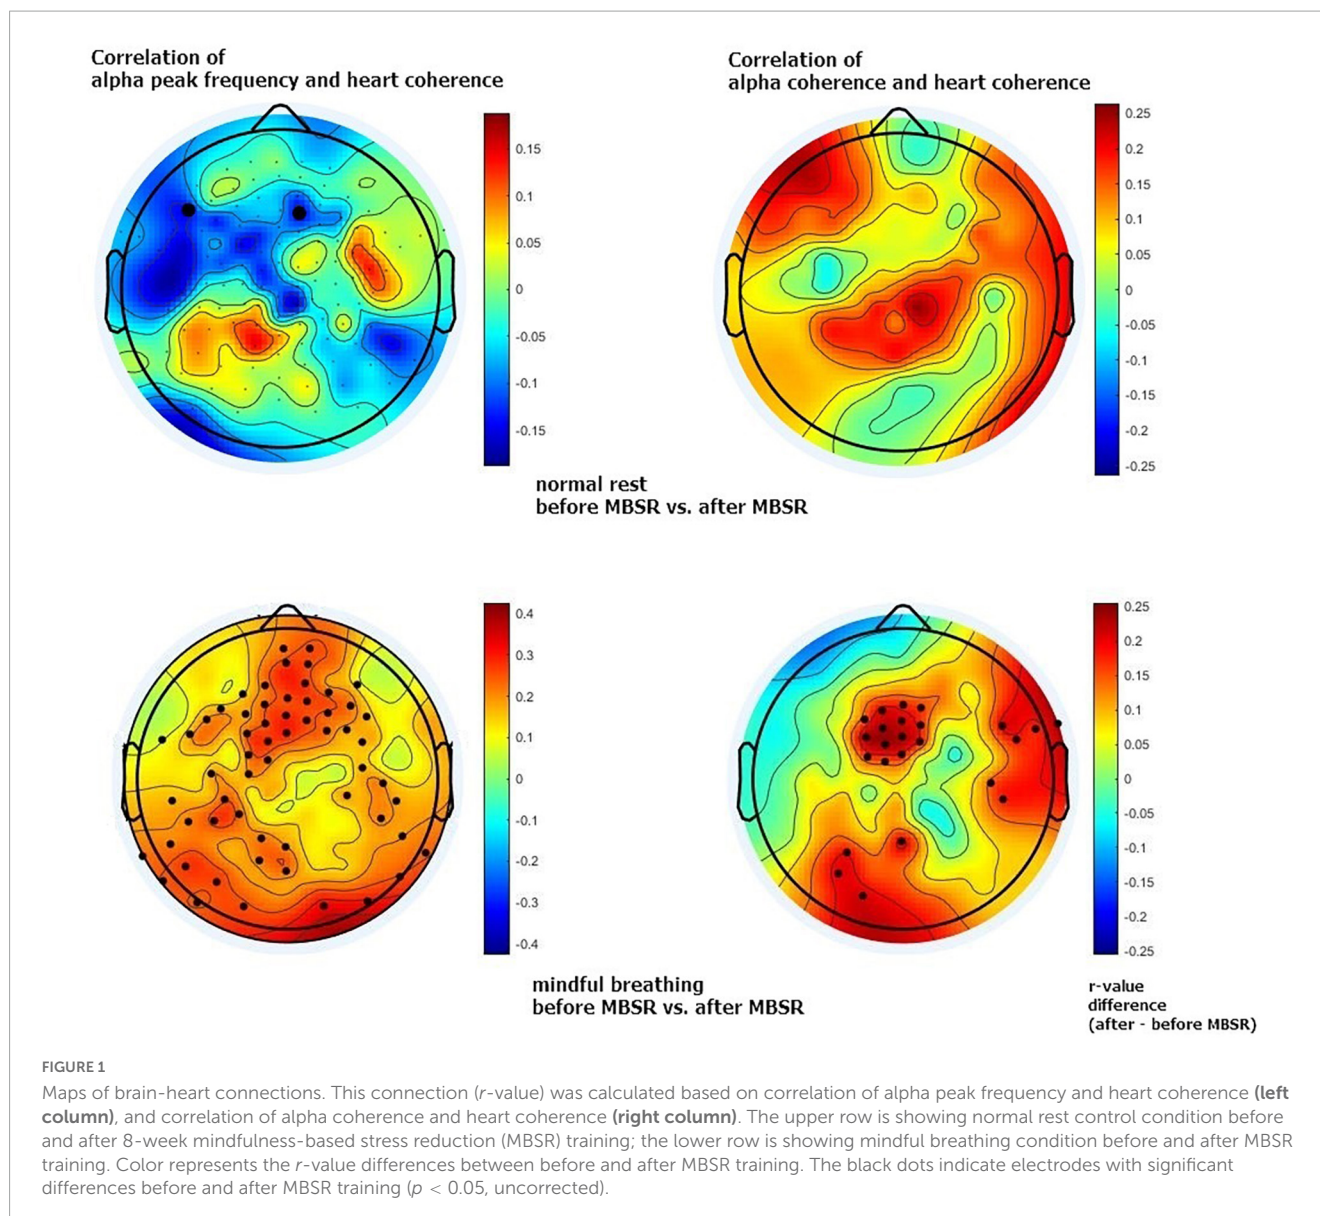 Correlation of
alpha peak frequency and heart coherence
Correlation of
alpha coherence and heart coherence
0.15
0.1
0.05
0
-0.05
-0.1
-0.15
0.25
0.2
0.15
0.1
0.05
0
-0.05
-0.1
-0.15
-0.2
-0.25
normal rest
before MBSR vs. after MBSR
0.4
0.3
0.2
0.1
0
-0.1
-0.2
-0.3
-0.4
0.25
0.2
0.15
0.1
0.05
0
-0.05
-0.1
-0.15
-0.2
-0.25
mindful breathing
before MBSR vs. after MBSR
r-value
difference
(after - before MBSR)
FIGURE 1
Maps of brain-heart connections. This connection (r-value) was calculated based on correlation of alpha peak frequency and heart coherence (left
column), and correlation of alpha coherence and heart coherence (right column). The upper row is showing normal rest control condition before
and after 8-week mindfulness-based stress reduction (MBSR) training; the lower row is showing mindful breathing condition before and after MBSR
training. Color represents the r-value differences between before and after MBSR training. The black dots indicate electrodes with significant
differences before and after MBSR training (p < 0.05, uncorrected).